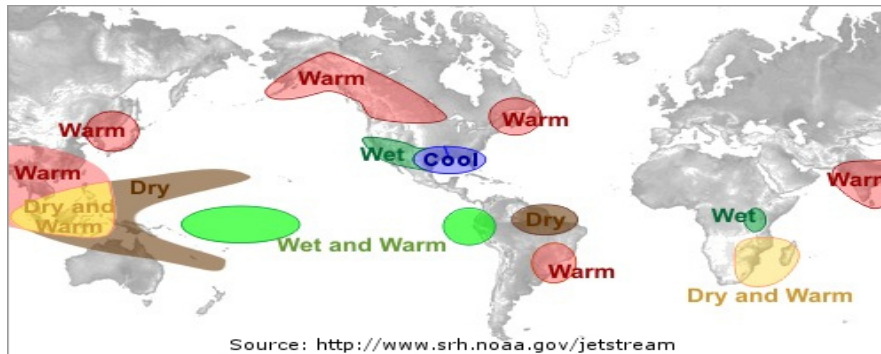 Warm
Warm
Warm
Wet
Cool
Warm
Dry
Warm
Dry and
Warm
Wet and Warm
Dry
Wet
Warm
Dry and Warm
Source: http://www.srh.noaa.gov/jetstream